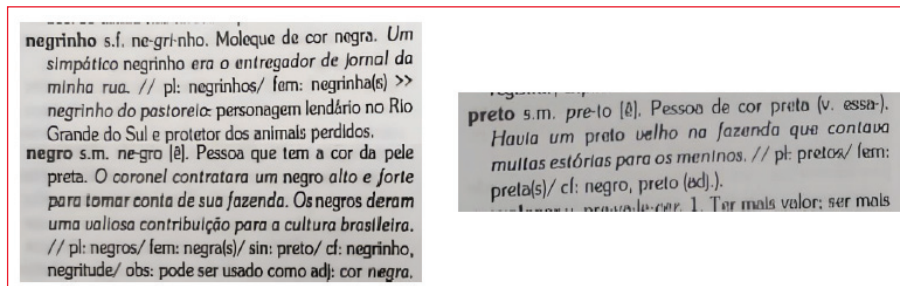 negrinho s.f. ne-gri-nho. Moleque de cor negra. Um
simpático negrinho era o entregador de jornal da
minha rua. // pl: negrinhos/ fem: negrinha(s) >>
negrinho do pastoreio: personagem lendário no Rio
Grande do Sul e protetor dos animais perdidos.
negro s.m. ne-gro [ê]. Pessoa que tem a cor da pele
preta. O coronel contratara um negro alto e forte
para tomar conta de sua fazenda. Os negros deram
uma valiosa contribuição para a cultura brasileira.
// pl: negros/ fem: negra(s)/ sin: preto/ cf: negrinho,
negritude/ obs: pode ser usado como adj: cor negra.
preto s.m. pre-to [ê]. Pessoa de cor preta (v. essa-).
Havia um preto velho na fazenda que contava
muitas estórias para os meninos. // pl: pretos/ fem:
preta(s)/ cf: negro, preto (adj.).
pre-va-le-cer. 1. Ter mais valor; ser mais